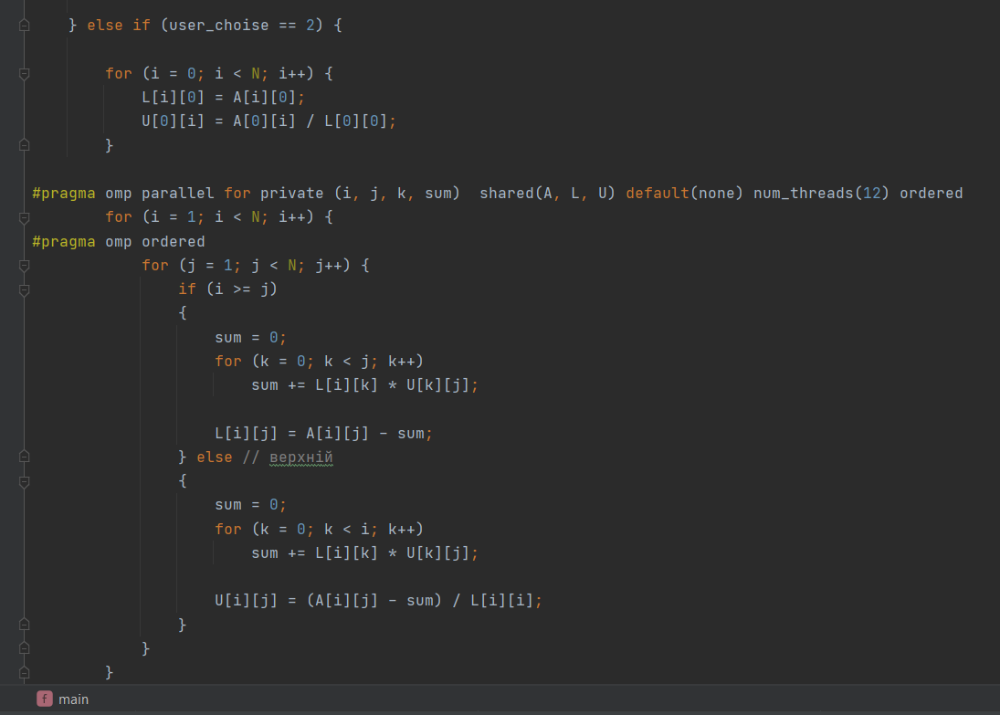 } else if (user_choise == 2) {
for (i = 0; i < N; i++) {
L[i][0] = A[i][0];
U[0][i] = A[0][i] / L[0][0];
}
#pragma omp parallel for private (i, j, k, sum)  shared(A, L, U) default(none) num_threads(12) ordered
for (i = 1; i < N; i++) {
#pragma omp ordered
for (j = 1; j < N; j++) {
if (i >= j)
{
sum = 0;
for (k = 0; k < j; k++)
sum += L[i][k] * U[k][j];
L[i][j] = A[i][j] - sum;
} else // верхній
{
sum = 0;
for (k = 0; k < i; k++)
sum += L[i][k] * U[k][j];
U[i][j] = (A[i][j] - sum) / L[i][i];
}
}
}
f main